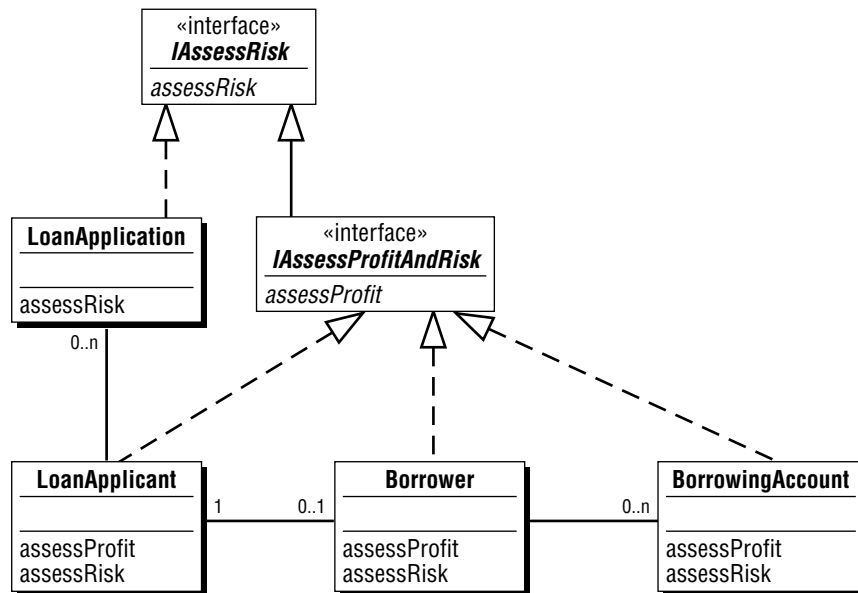 «interface»
IAssessRisk
assessRisk
LoanApplication
assessRisk
«interface»
IAssessProfitAndRisk
assessProfit
0..n
LoanApplicant
assessProfit
assessRisk
1
0..1
Borrower
assessProfit
assessRisk
0..n
BorrowingAccount
assessProfit
assessRisk